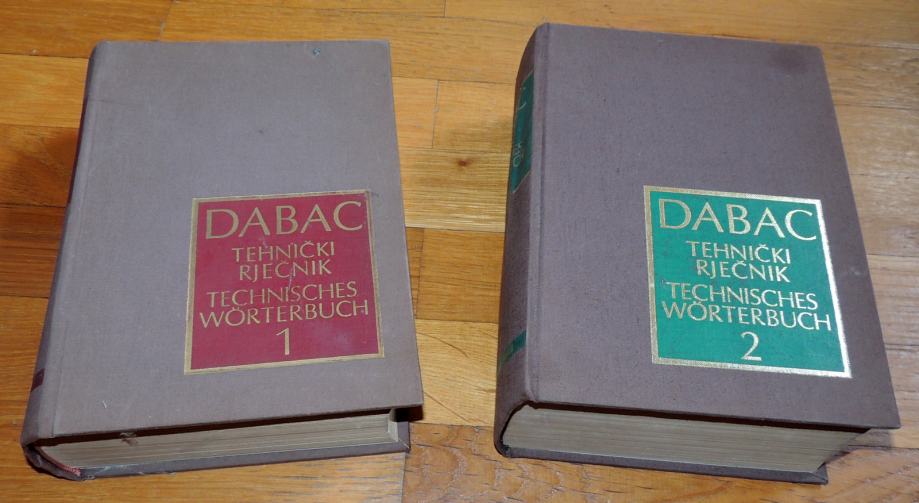 DABAC
TEHNIČKI
RJEČNIK
TECHNISCHES
WÖRTERBUCH
1
DABAC
TEHNIČKI
RJEČNIK
TECHNISCHES
WÖRTERBUCH
2